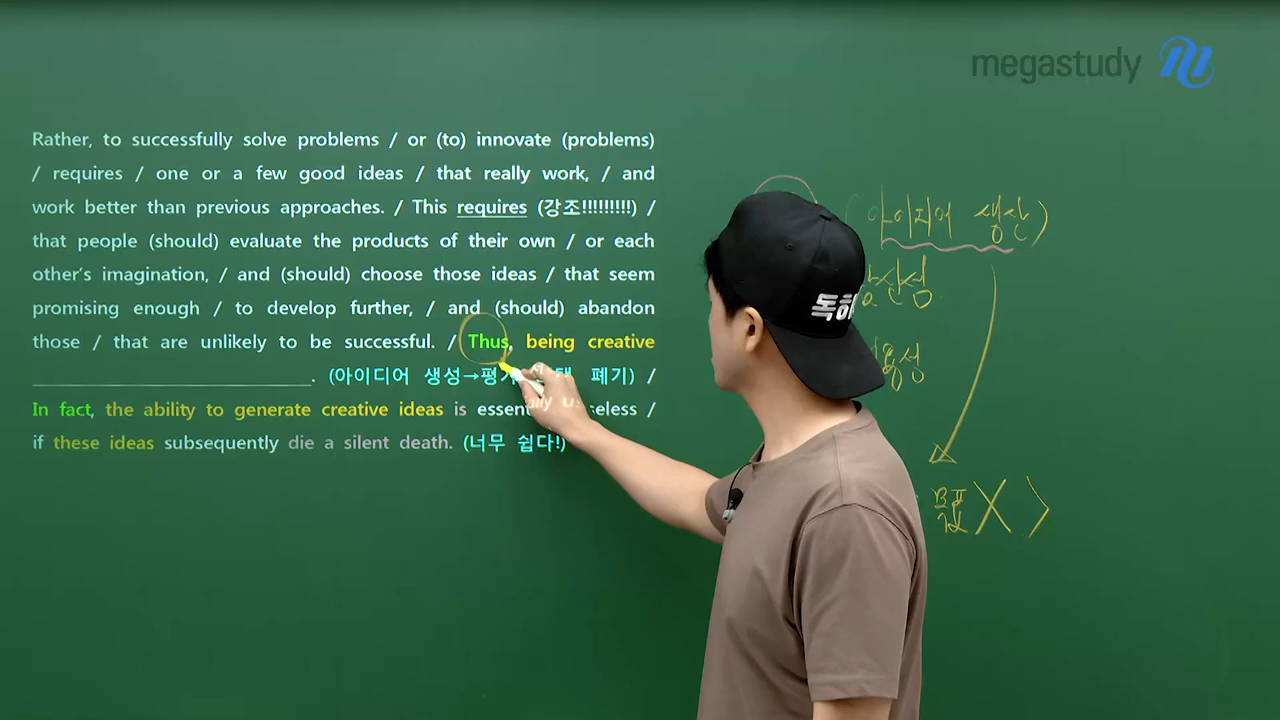 megastudy
Rather, to successfully solve problems / or (to) innovate (problems)
/ requires / one or a few good ideas / that really work, / and
work better than previous approaches. / This requires (강조!!!!!!!!!) /
that people (should) evaluate the products of their own / or each
other's imagination, / and (should) choose those ideas / that seem
promising enough / to develop further, / and (should) abandon
those / that are unlikely to be successful. / Thus, being creative
____________________________. (아이디어 생성→평가 폐기) /
In fact, the ability to generate creative ideas is /
if these ideas subsequently die a silent death. (너무 쉽다!)
(아이디어 생산)
X